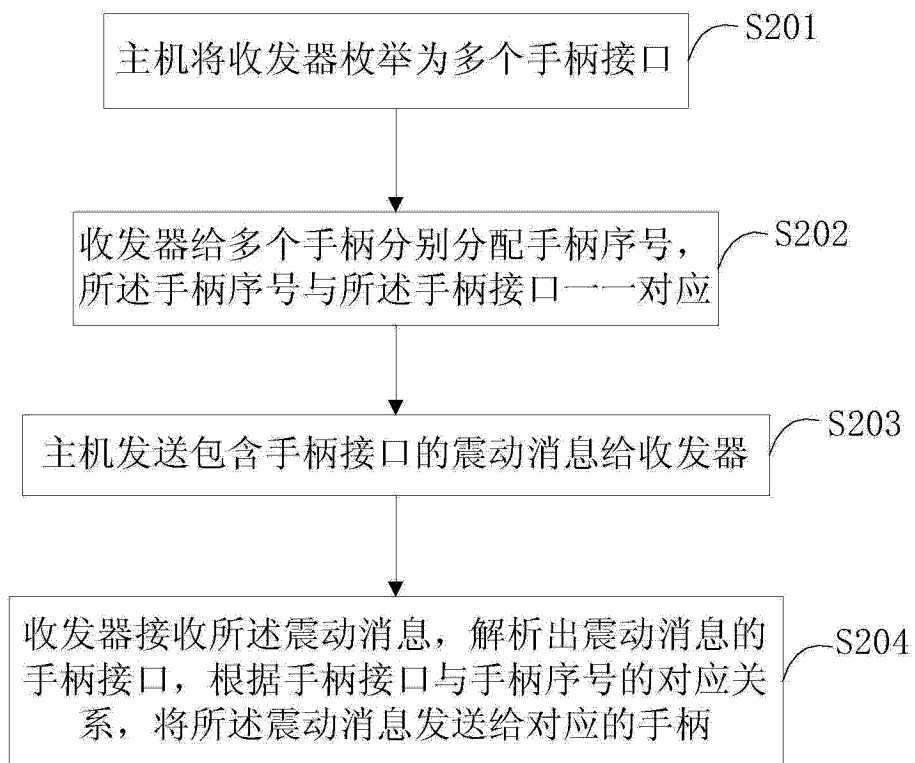 主机将收发器枚举为多个手柄接口
S201
收发器给多个手柄分别分配手柄序号，
所述手柄序号与所述手柄接口一一对应
S202
主机发送包含手柄接口的震动消息给收发器
S203
收发器接收所述震动消息，解析出震动消息的
手柄接口，根据手柄接口与手柄序号的对应关
系，将所述震动消息发送给对应的手柄
S204